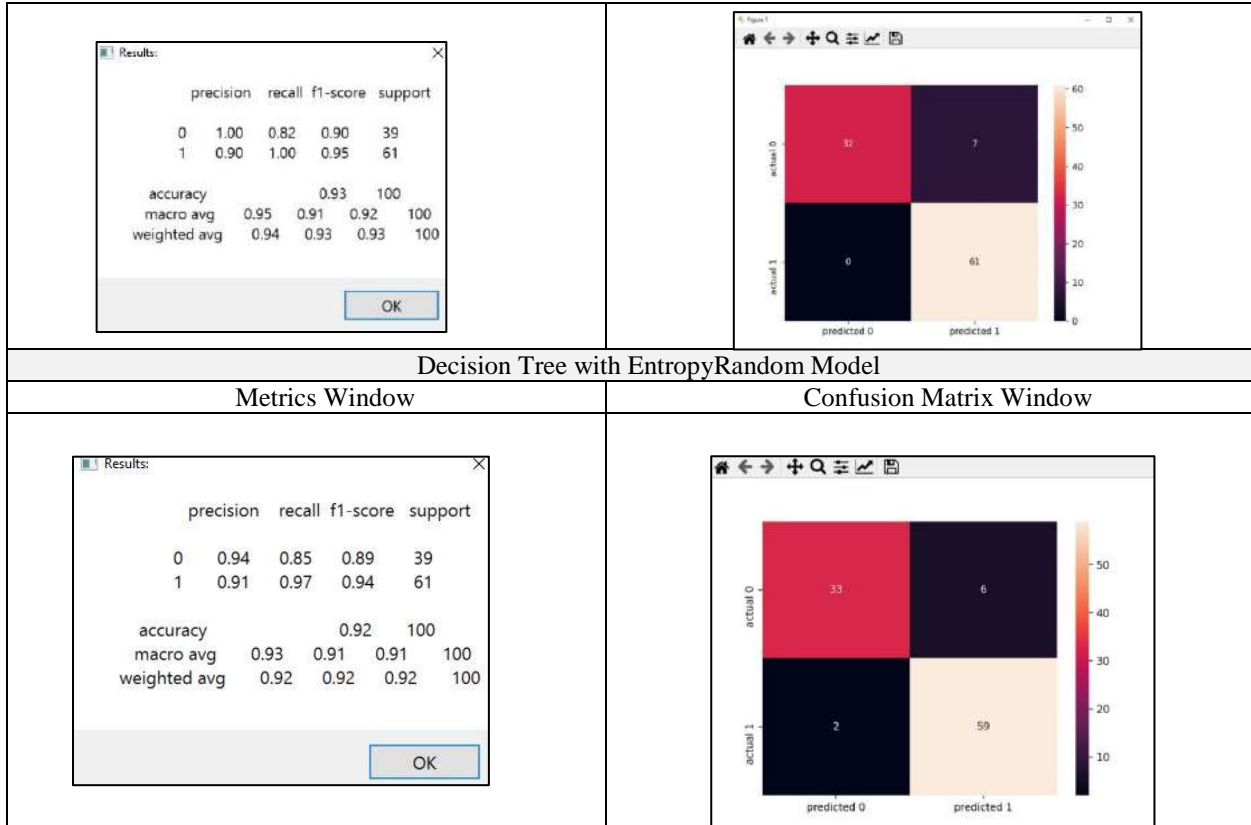 Results:
precision recall f1-score support
0 1.00 0.82 0.90 39
1 0.90 1.00 0.95 61
accuracy 0.93 100
macro avg 0.95 0.91 0.92 100
weighted avg 0.94 0.93 0.93 100
OK
Figure 1
actual 0
32 7
actual 1
0 61
predicted 0 predicted 1
60
50
40
30
20
10
0
Decision Tree with EntropyRandom Model
Metrics Window Confusion Matrix Window
Results:
precision recall f1-score support
0 0.94 0.85 0.89 39
1 0.91 0.97 0.94 61
accuracy 0.92 100
macro avg 0.93 0.91 0.91 100
weighted avg 0.92 0.92 0.92 100
OK
actual 0
33 6
actual 1
2 59
predicted 0 predicted 1
50
40
30
20
10